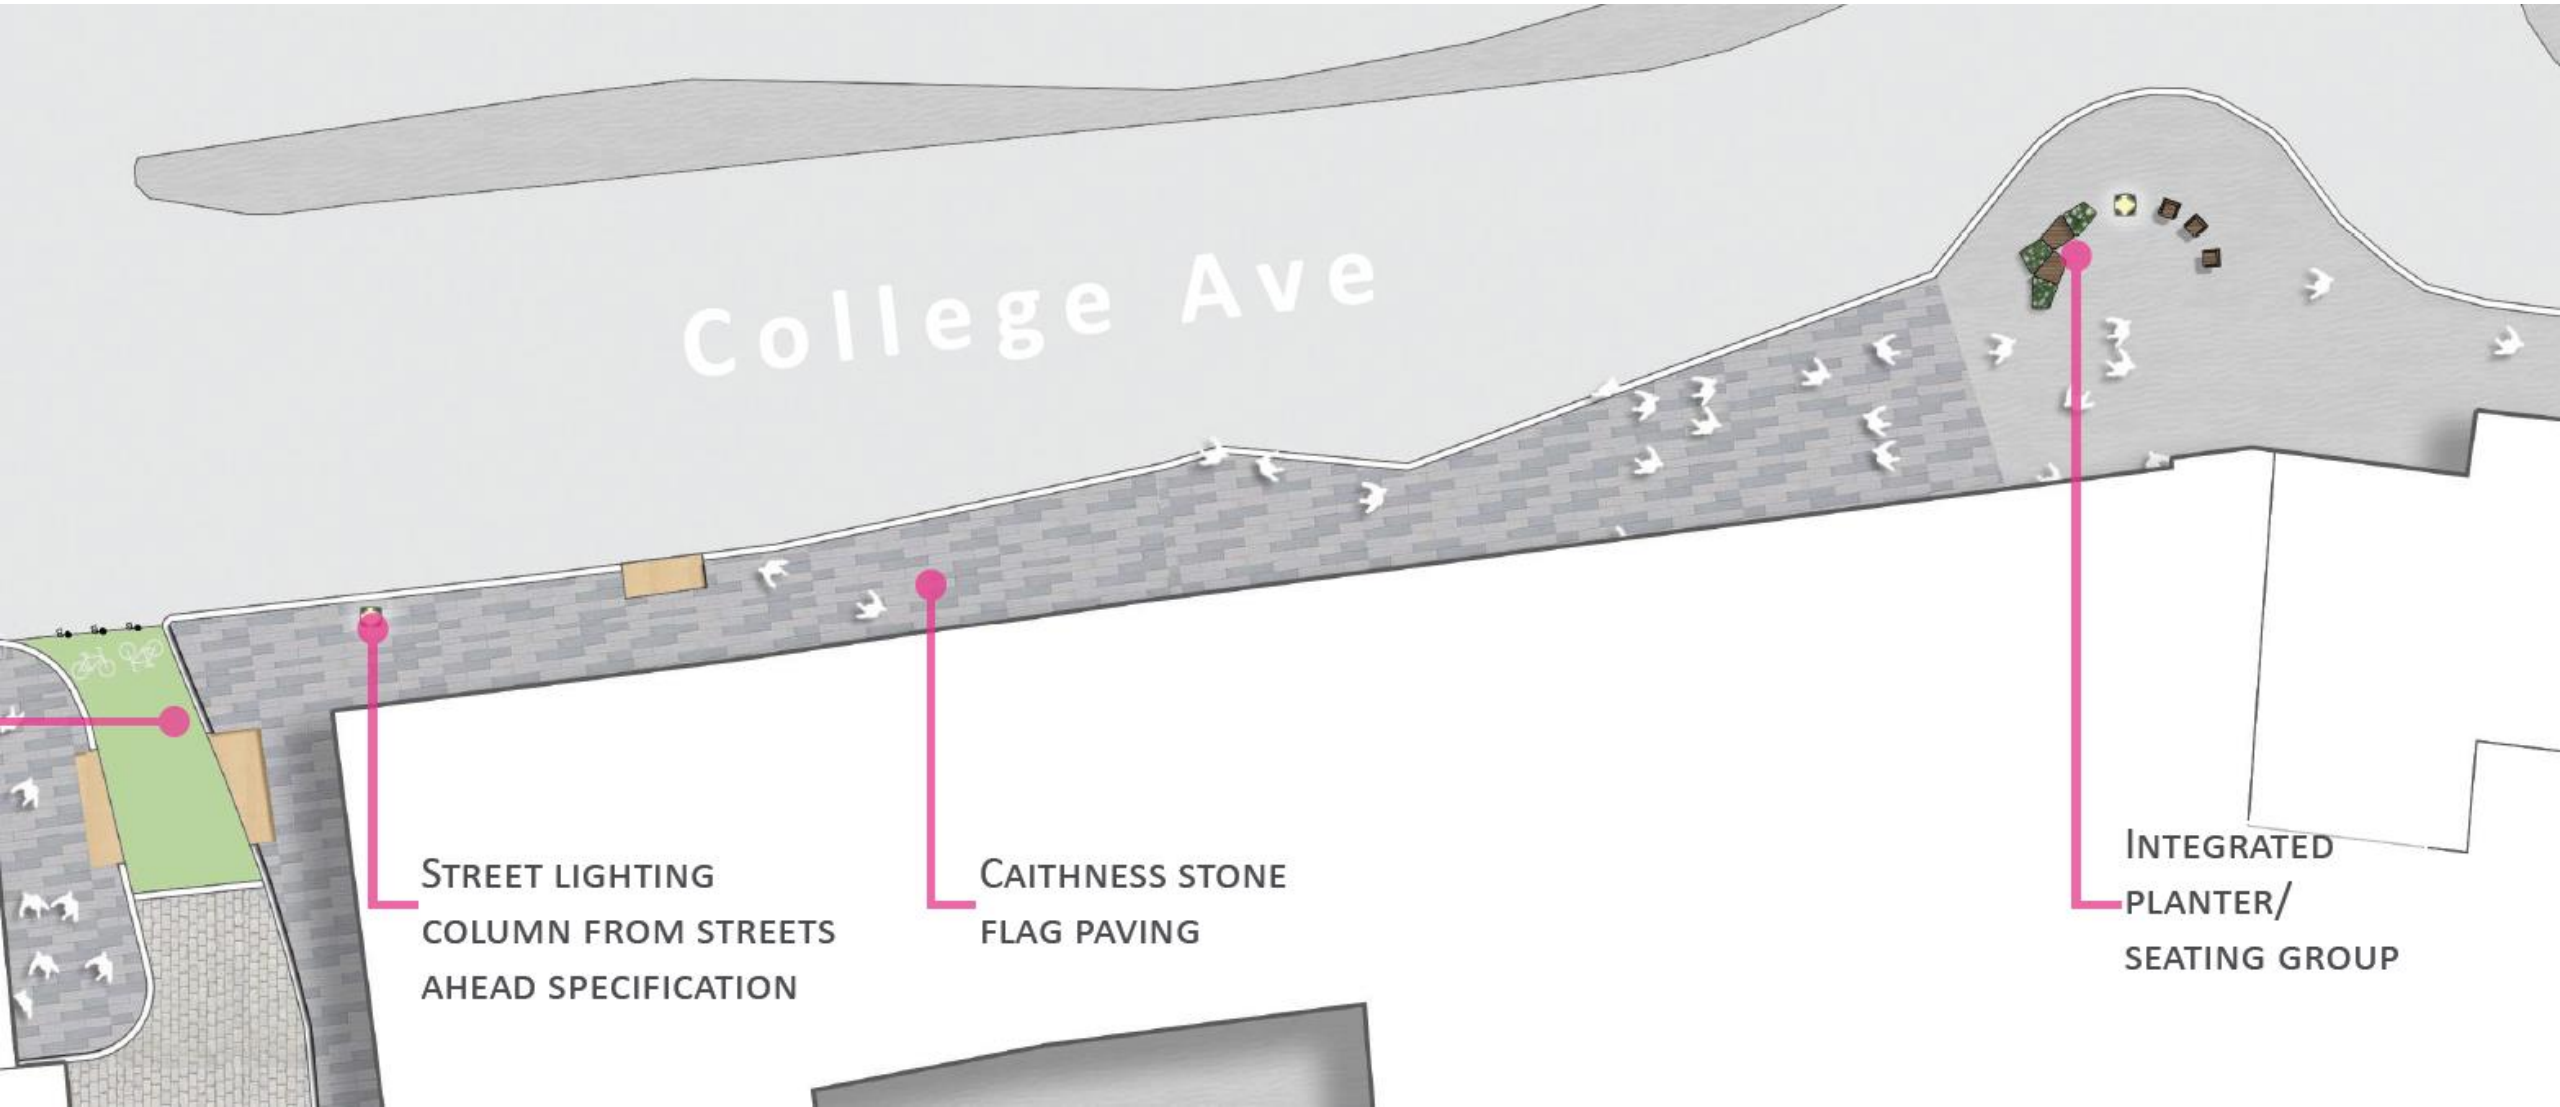 College Ave
Street lighting
column from streets
ahead specification
Caithness stone
flag paving
Integrated
planter/
seating group